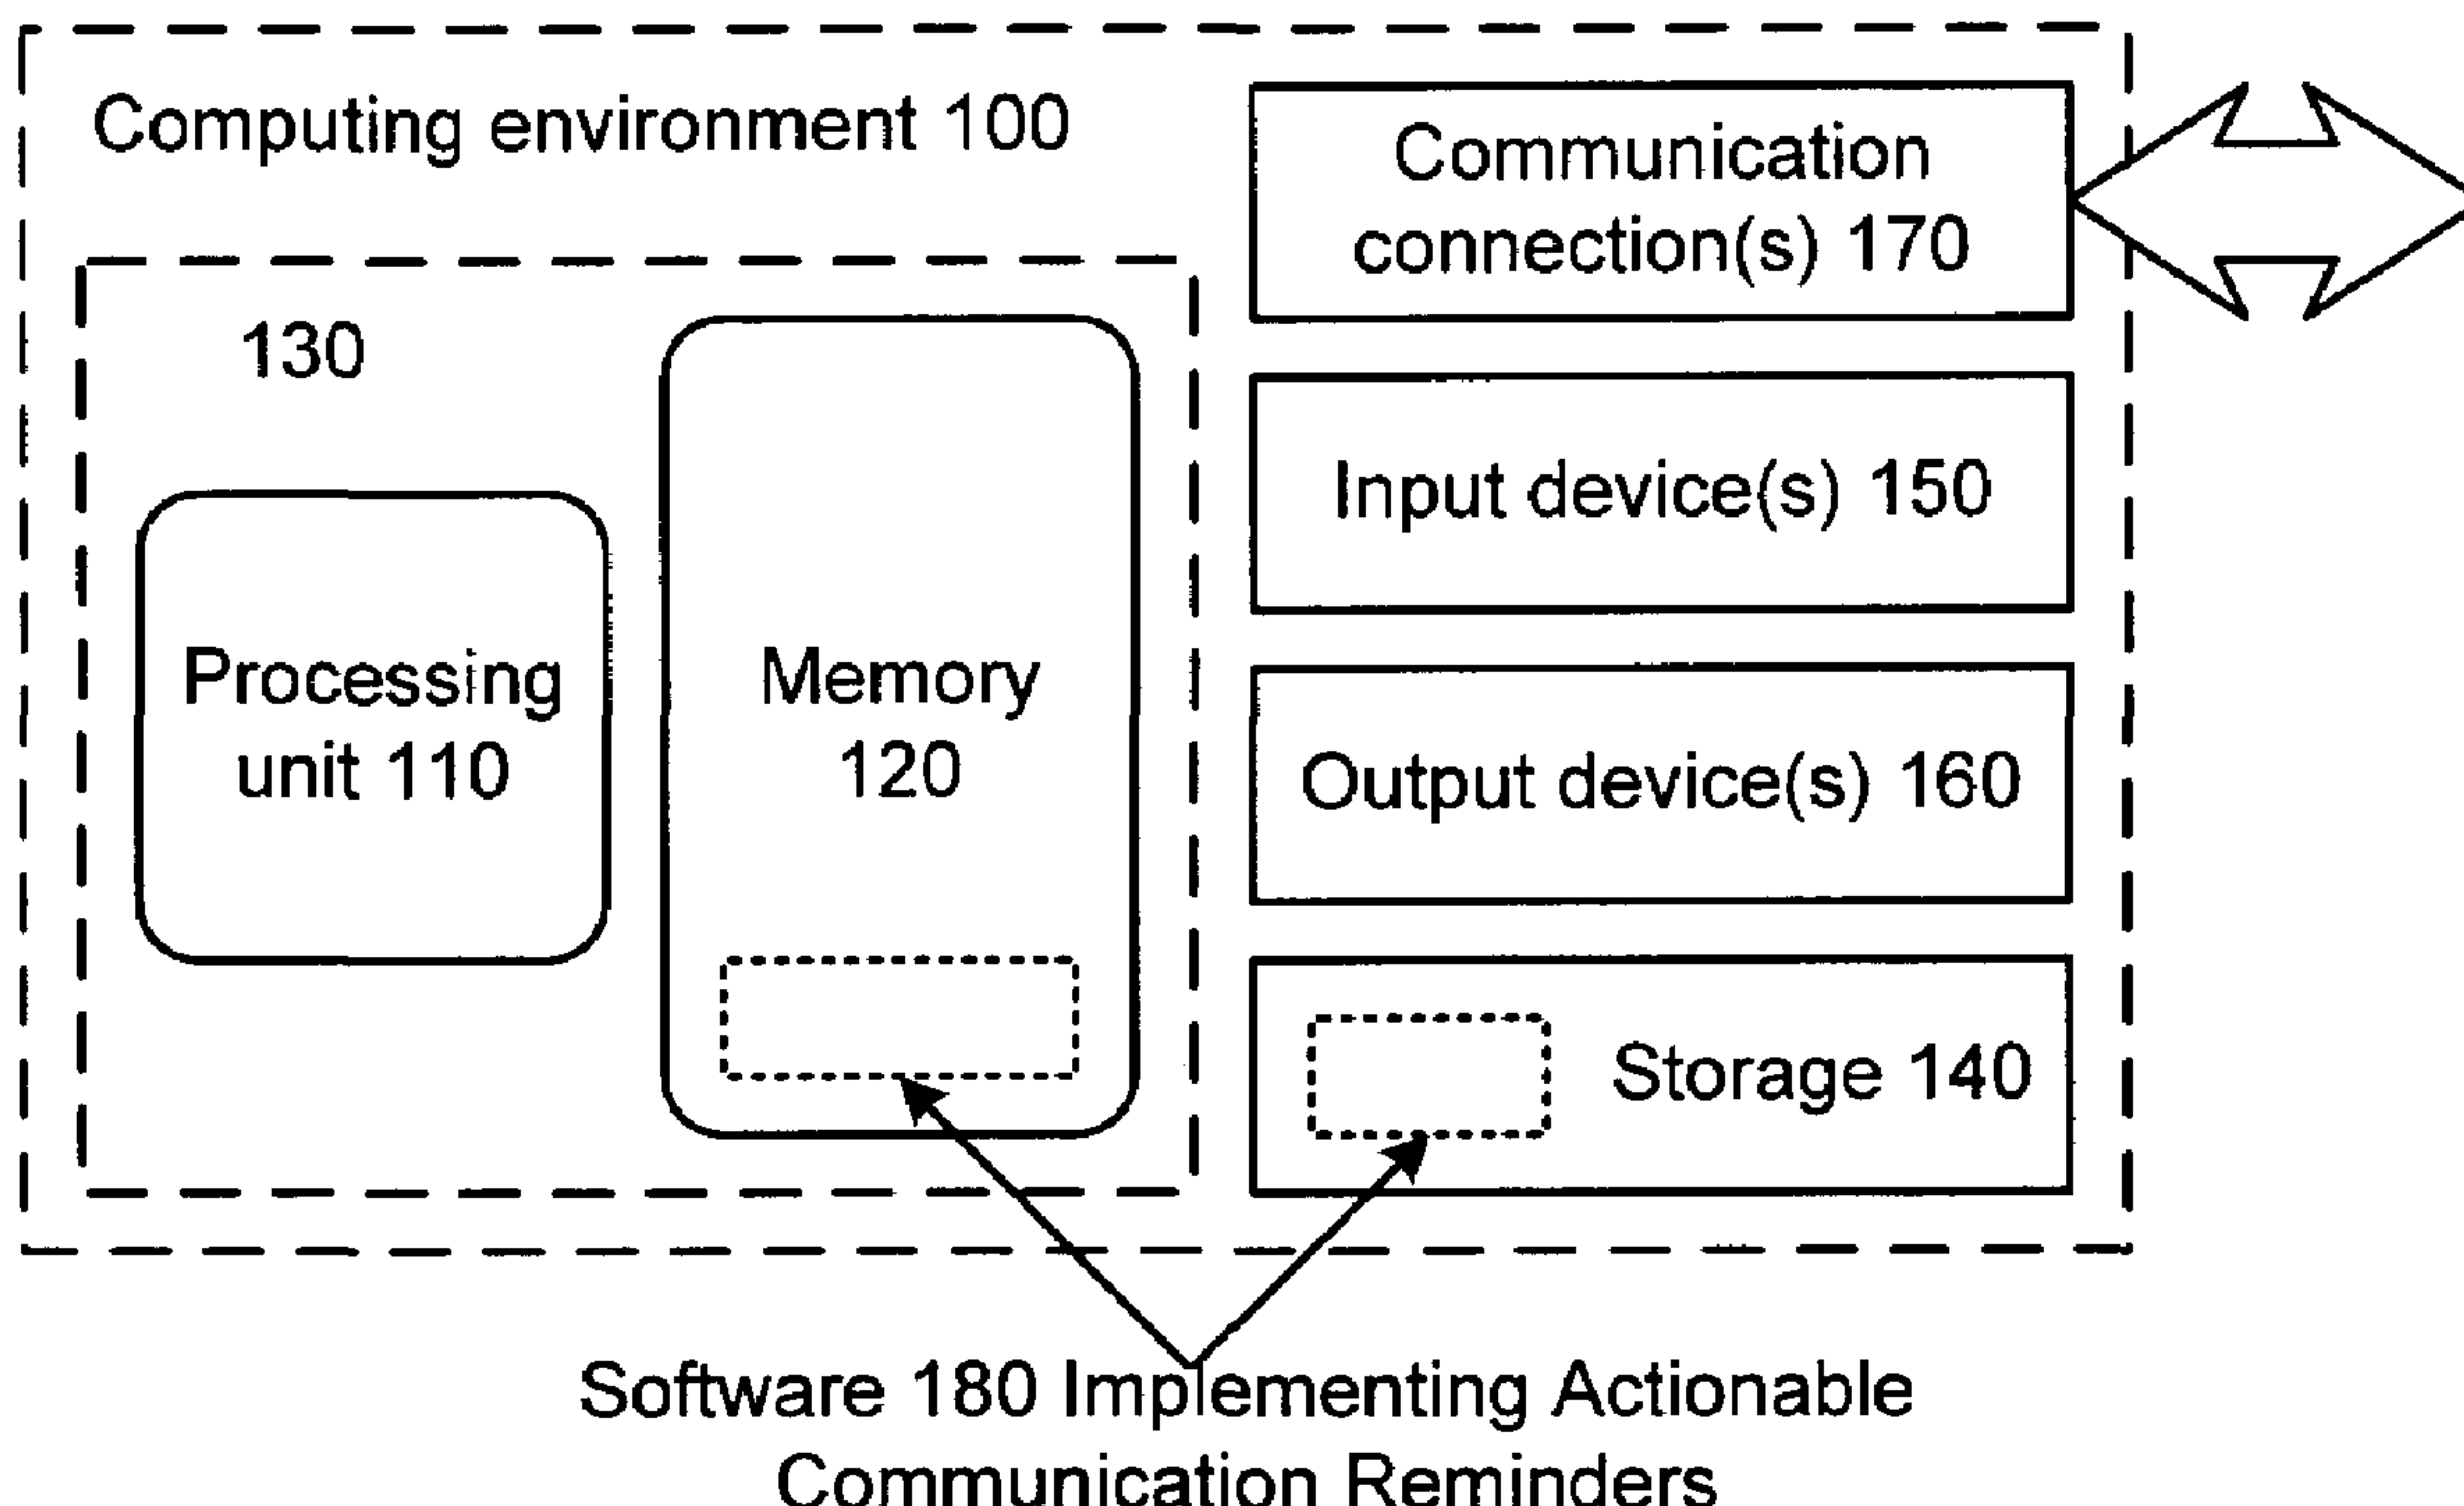 Computing environment 100
130
Processing
unit 110
Memory
120
Communication
connection(s) 170
Input device(s) 150
Output device(s) 160
Storage 140
Software 180 Implementing Actionable
Communication Reminders